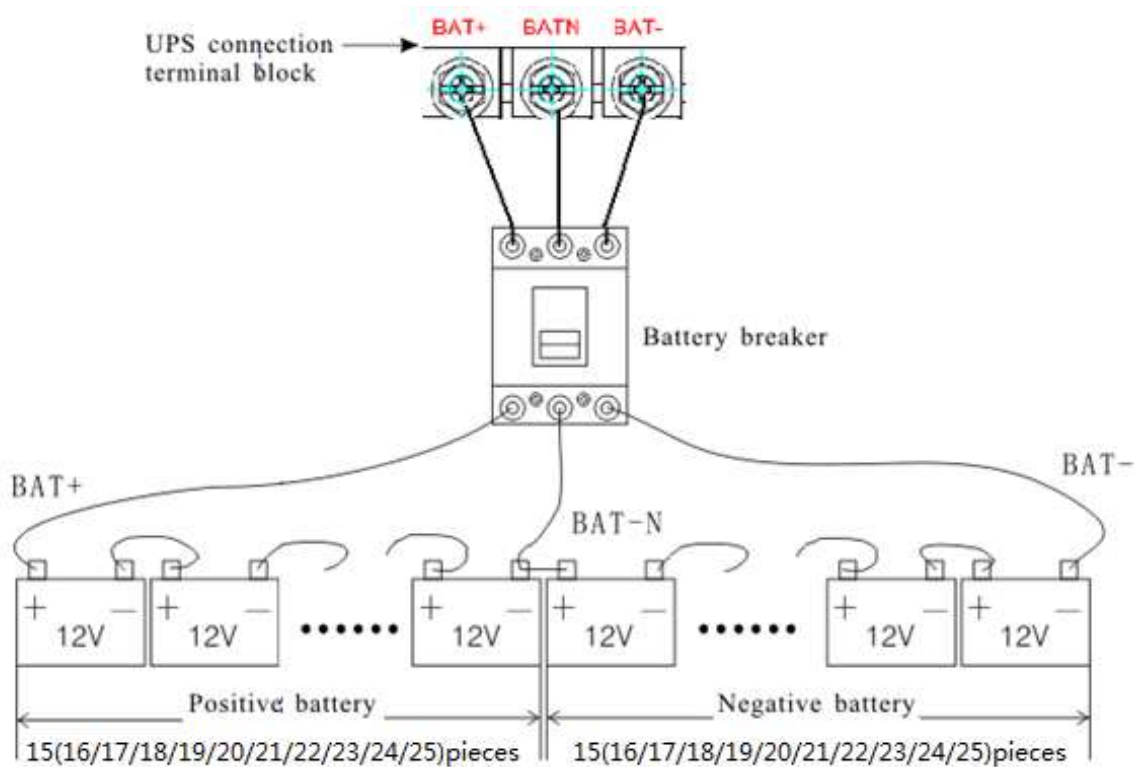 BAT+ BATN BAT-
UPS connection
terminal block
Battery breaker
BAT+
BAT-N
BAT-
+ − + − + − + − + − + −
12V 12V 12V 12V 12V 12V
Positive battery
Negative battery
15(16/17/18/19/20/21/22/23/24/25)pieces
15(16/17/18/19/20/21/22/23/24/25)pieces